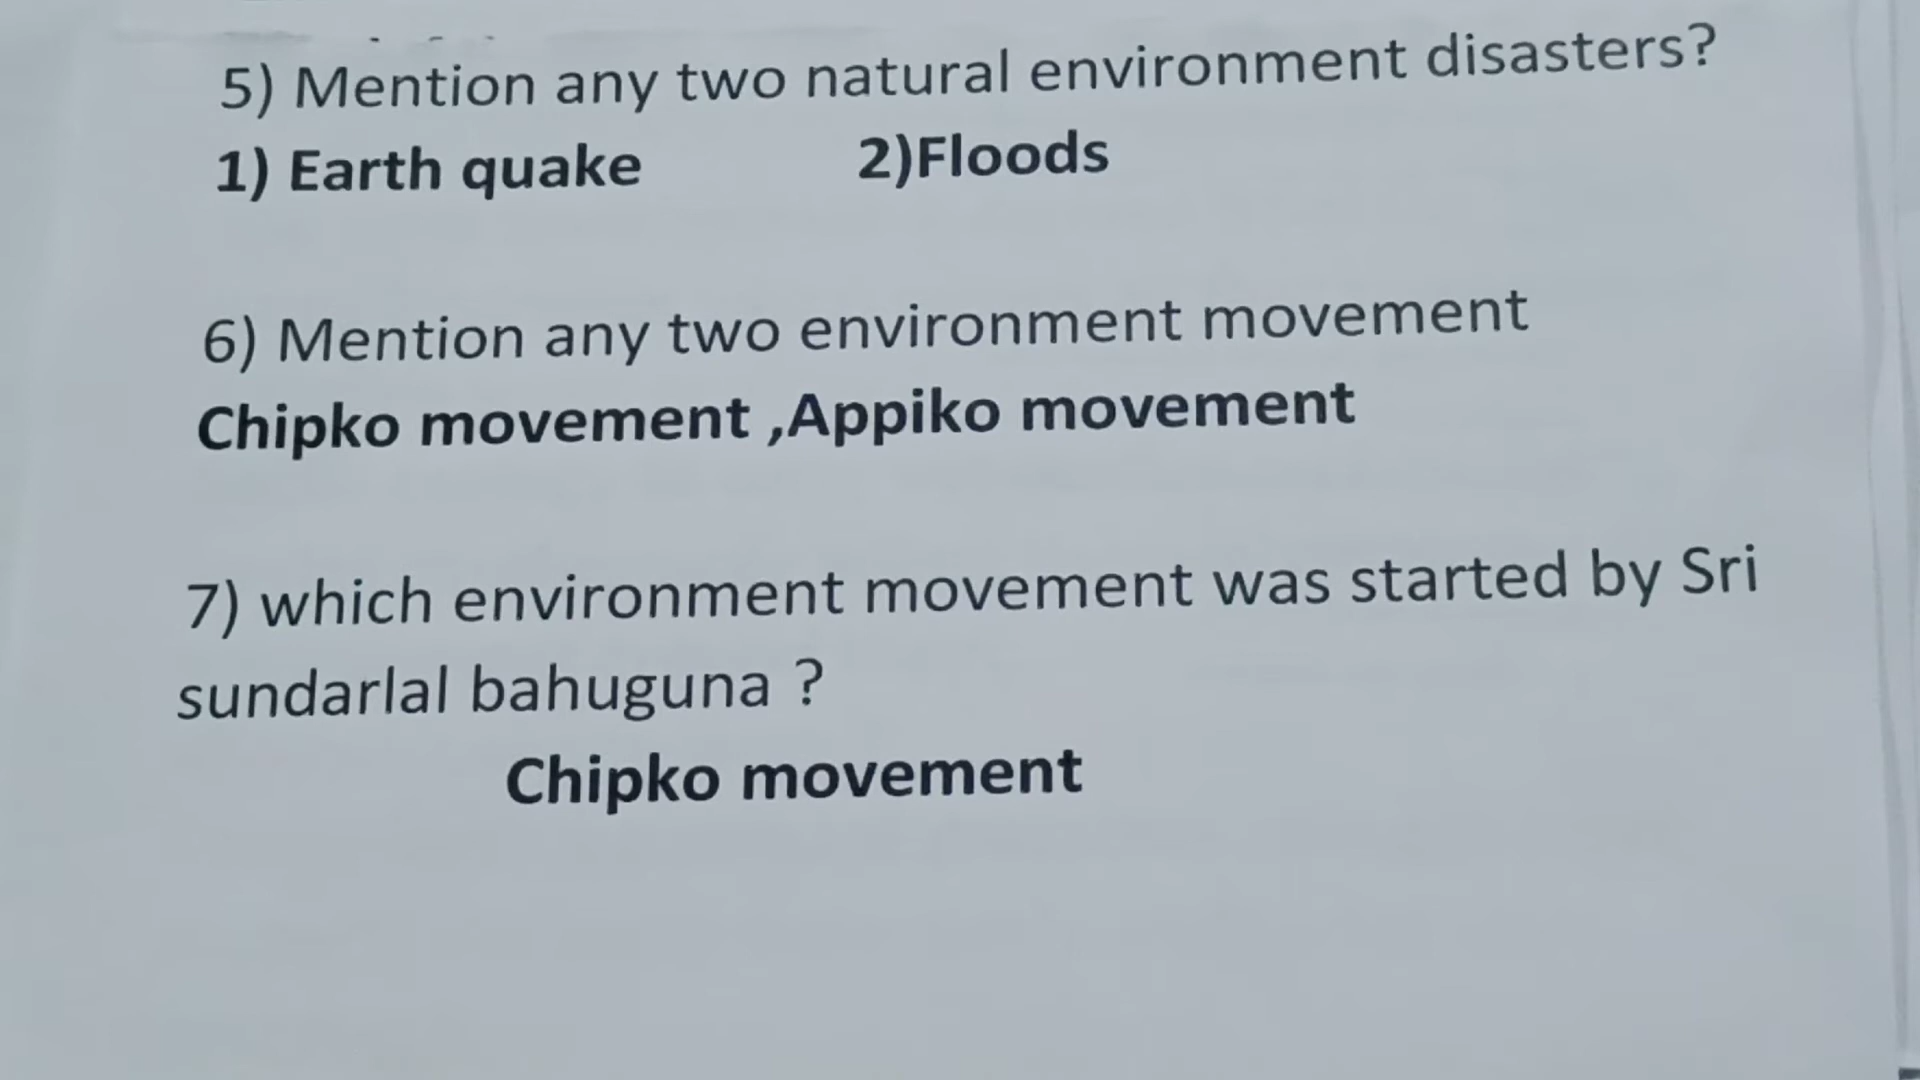 5) Mention any two natural environment disasters?
1) Earth quake 2)Floods
6) Mention any two environment movement
Chipko movement ,Appiko movement
7) which environment movement was started by Sri
sundarlal bahuguna ?
Chipko movement